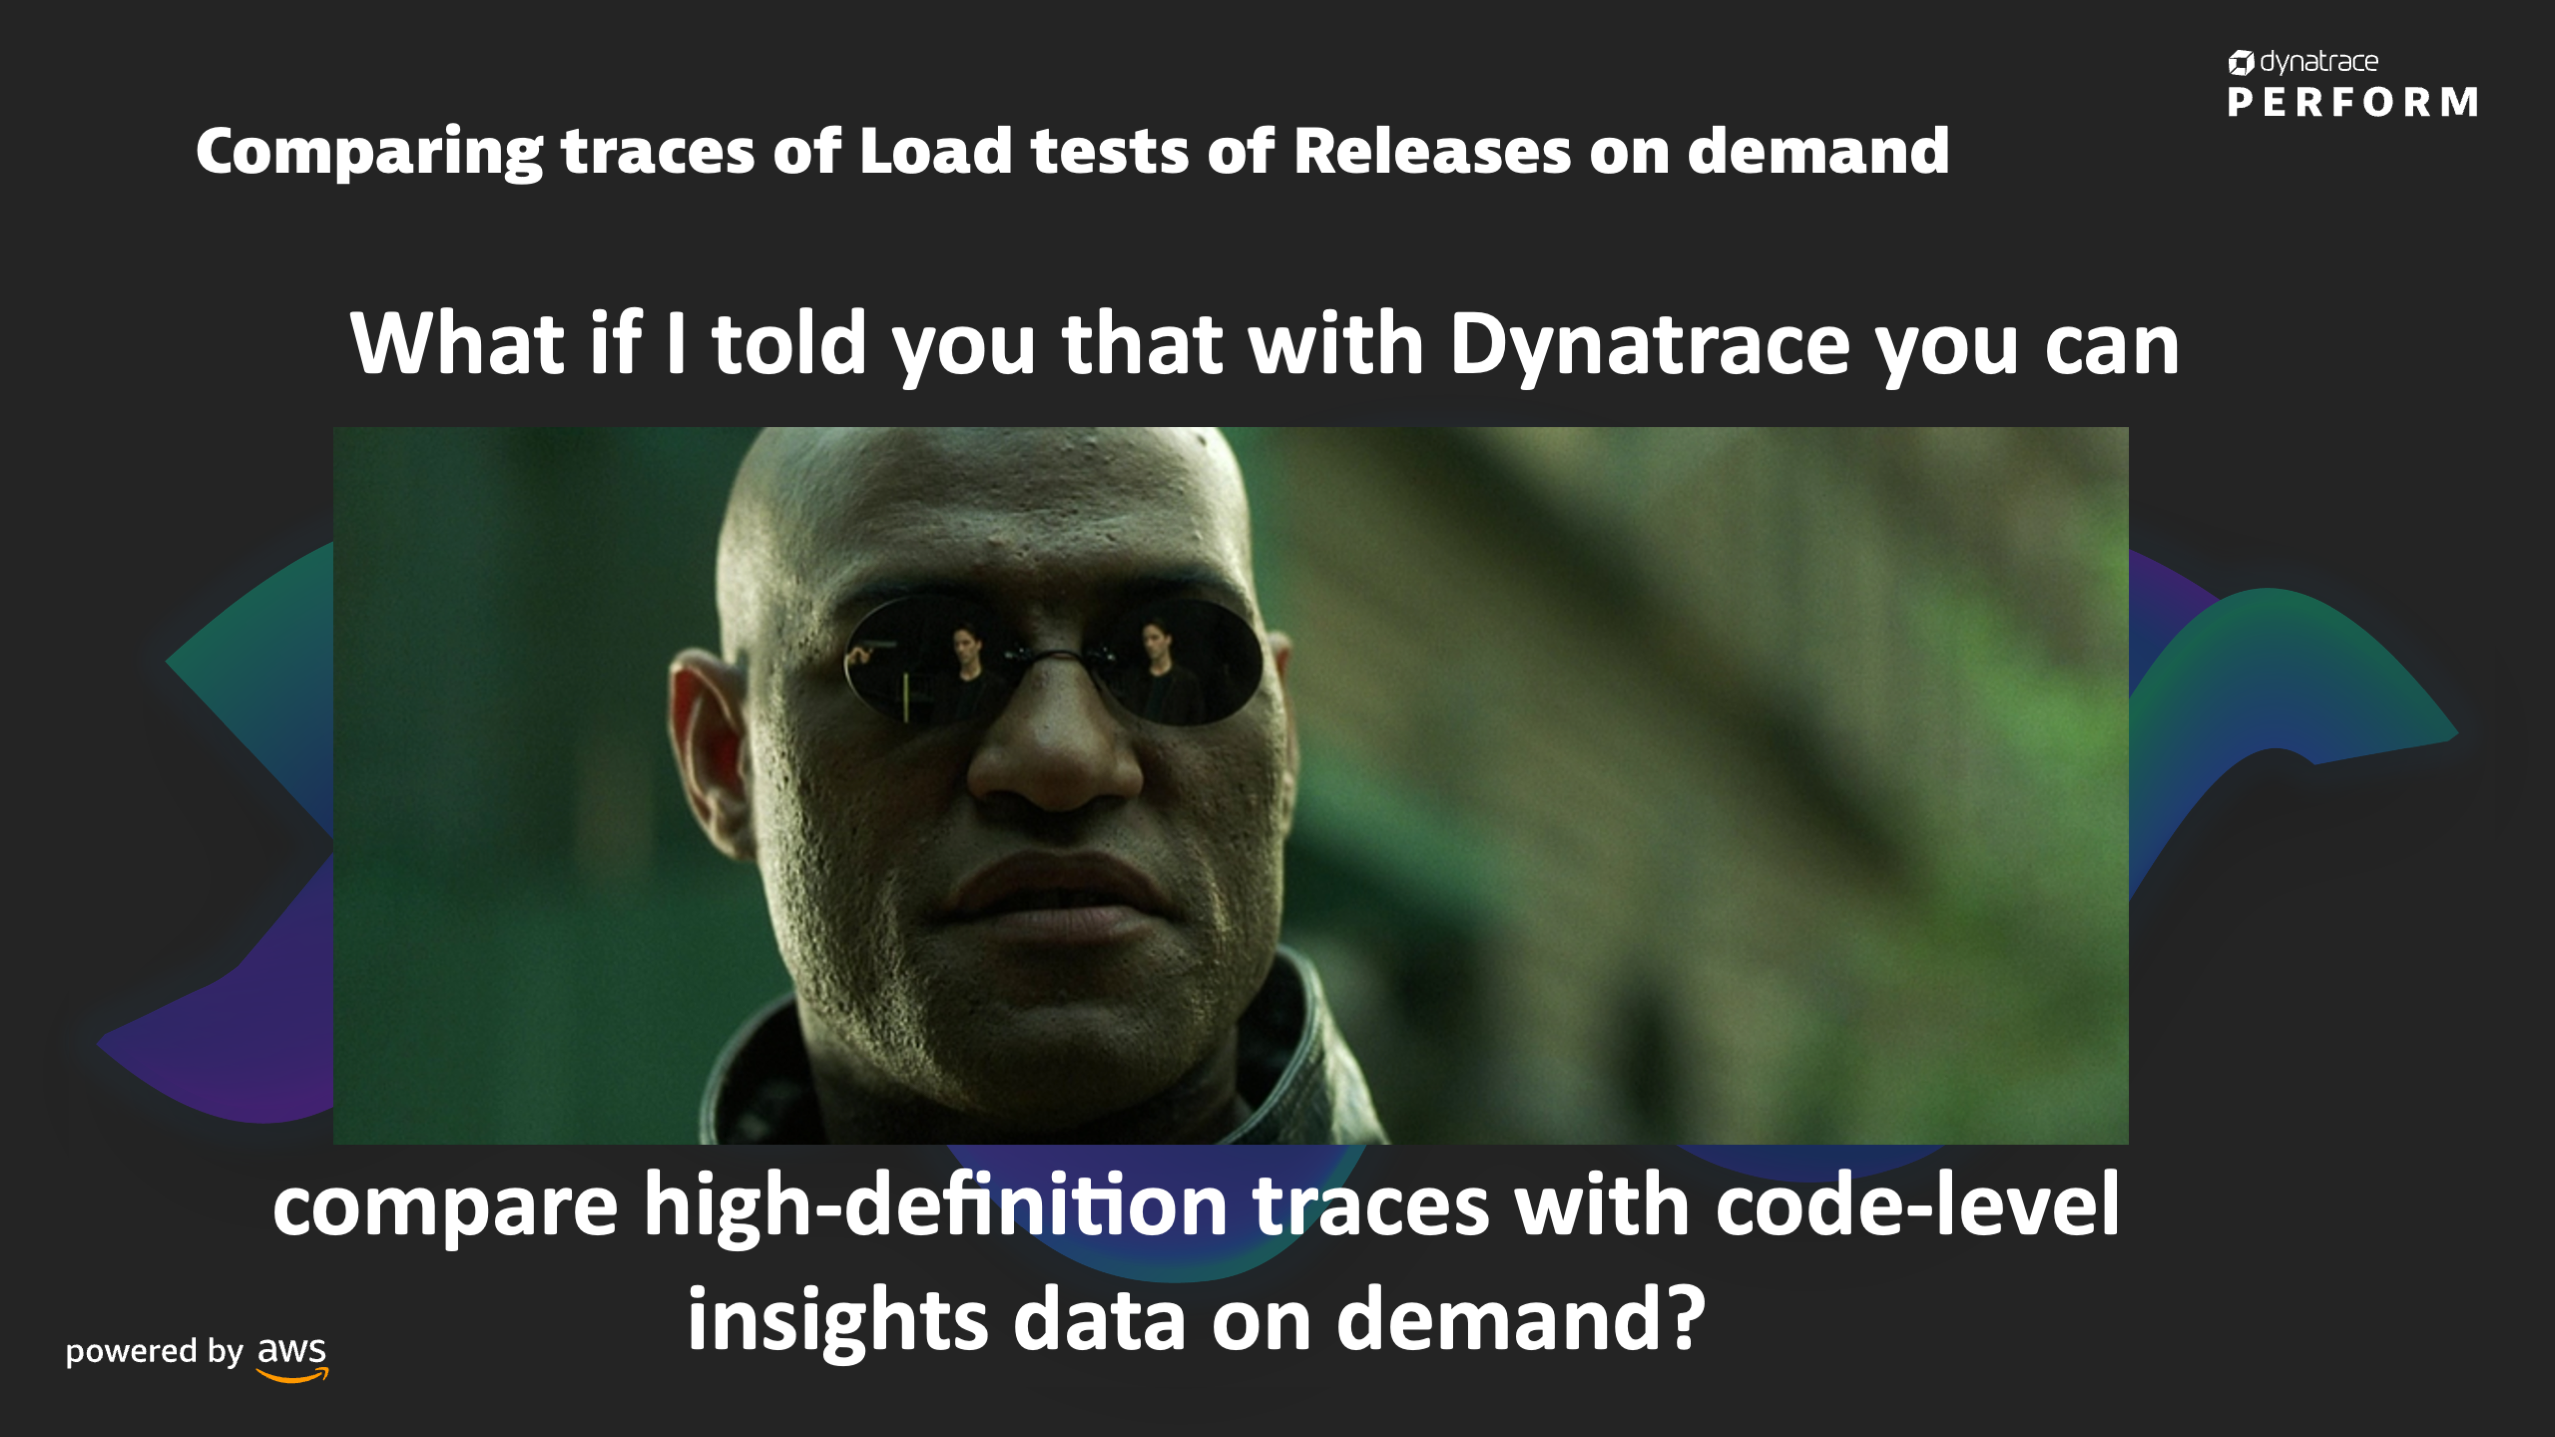 dynatrace
PERFORM
Comparing traces of Load tests of Releases on demand
What if I told you that with Dynatrace you can
compare high-definition traces with code-level
insights data on demand?
powered by aws